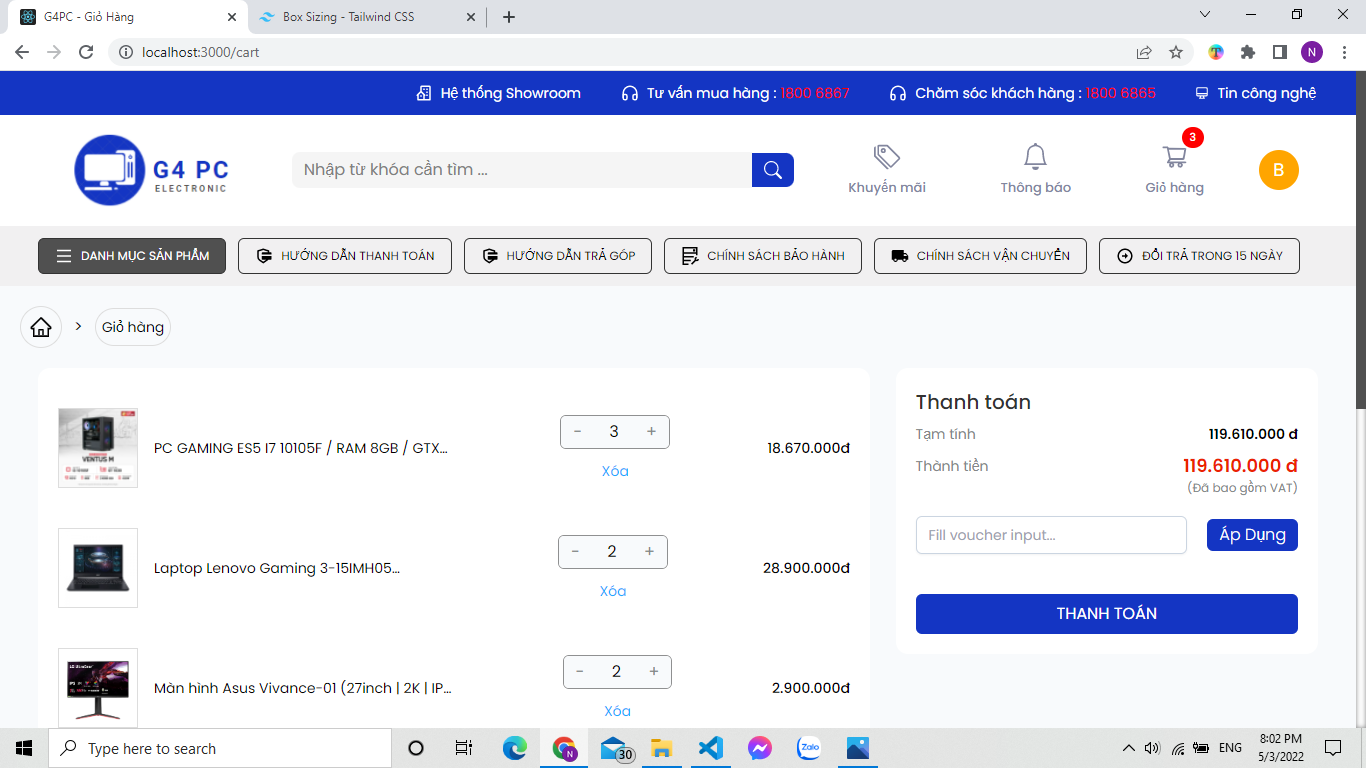 G4PC - Giỏ Hàng
Box Sizing - Tailwind CSS
localhost:3000/cart
N
Hệ thống Showroom
Tư vấn mua hàng : 1800 6867
Chăm sóc khách hàng : 1800 6865
Tin công nghệ
G4 PC
ELECTRONIC
Nhập từ khóa cần tìm ...
Khuyến mãi
Thông báo
3
Giỏ hàng
B
DANH MỤC SẢN PHẨM
HƯỚNG DẪN THANH TOÁN
HƯỚNG DẪN TRẢ GÓP
CHÍNH SÁCH BẢO HÀNH
CHÍNH SÁCH VẬN CHUYỂN
ĐỔI TRẢ TRONG 15 NGÀY
> Giỏ hàng
VENTUS M
PC GAMING ES5 I7 10105F / RAM 8GB / GTX...
- 3 +
Xóa
18.670.000đ
Laptop Lenovo Gaming 3-15IMH05...
- 2 +
Xóa
28.900.000đ
Màn hình Asus Vivance-01 (27inch | 2K | IP...
- 2 +
Xóa
2.900.000đ
Thanh toán
Tạm tính 119.610.000 đ
Thành tiền 119.610.000 đ
(Đã bao gồm VAT)
Fill voucher input...
Áp Dụng
THANH TOÁN
Type here to search
N
30
Zalo
ENG
8:02 PM
5/3/2022